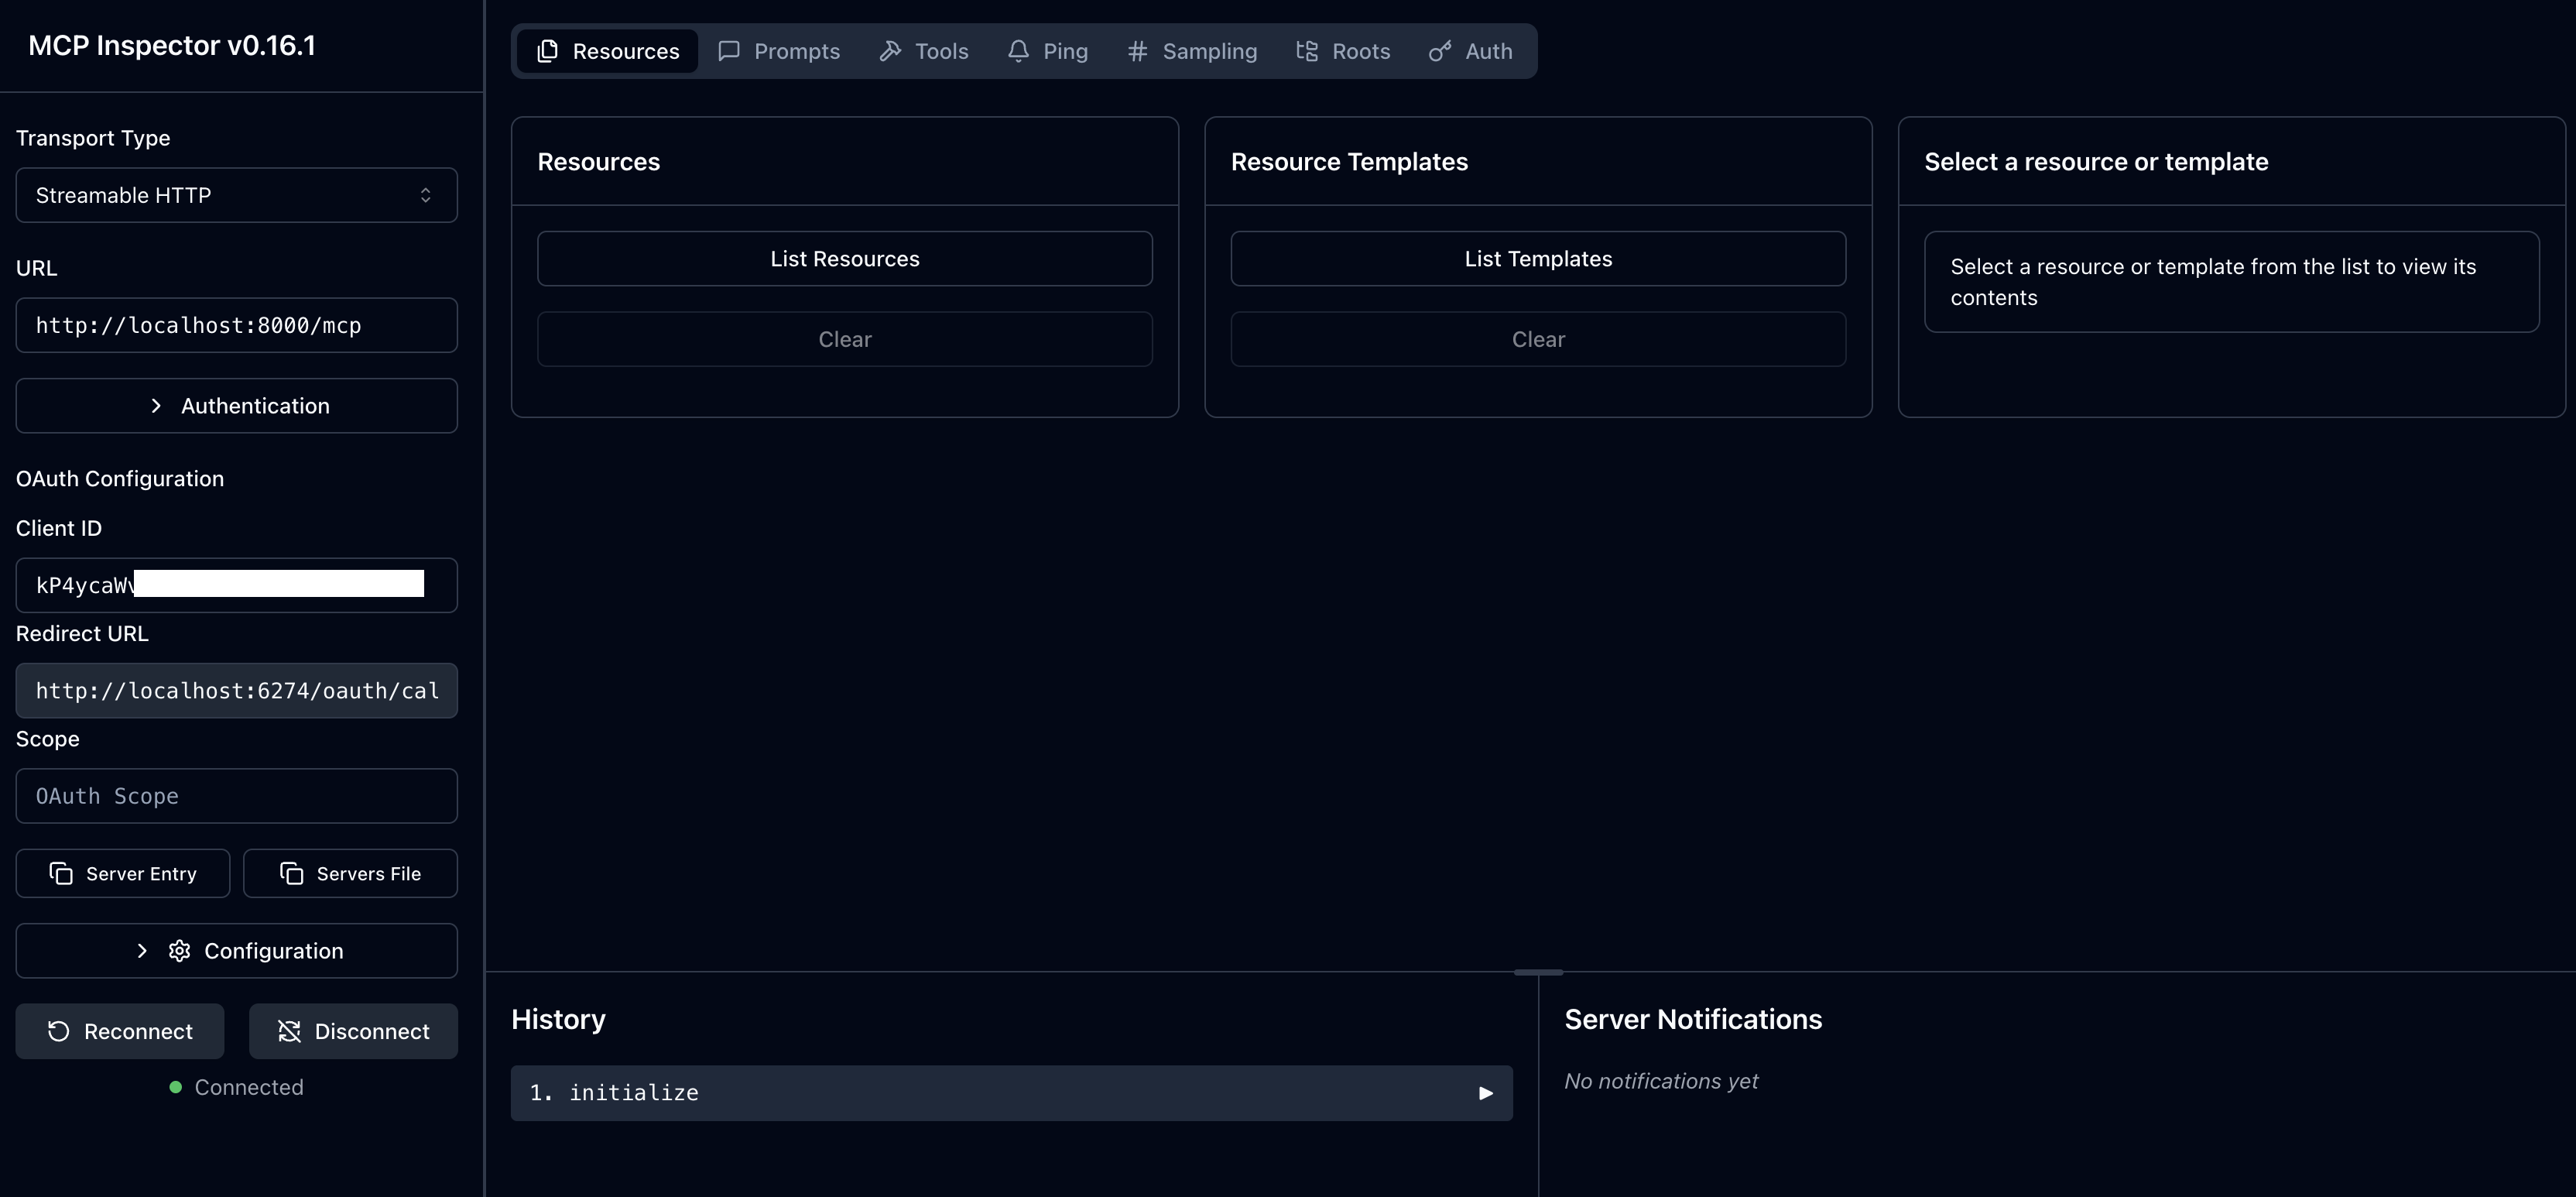 MCP Inspector v0.16.1
Transport Type
Streamable HTTP
URL
http://localhost:8000/mcp
Authentication
OAuth Configuration
Client ID
kP4ycaW
Redirect URL
http://localhost:6274/oauth/cal
Scope
OAuth Scope
Server Entry
Servers File
Configuration
Reconnect
Disconnect
Connected
Resources
Prompts
Tools
Ping
Sampling
Roots
Auth
Resources
List Resources
Clear
Resource Templates
List Templates
Clear
Select a resource or template
Select a resource or template from the list to view its
contents
History
1. initialize
Server Notifications
No notifications yet